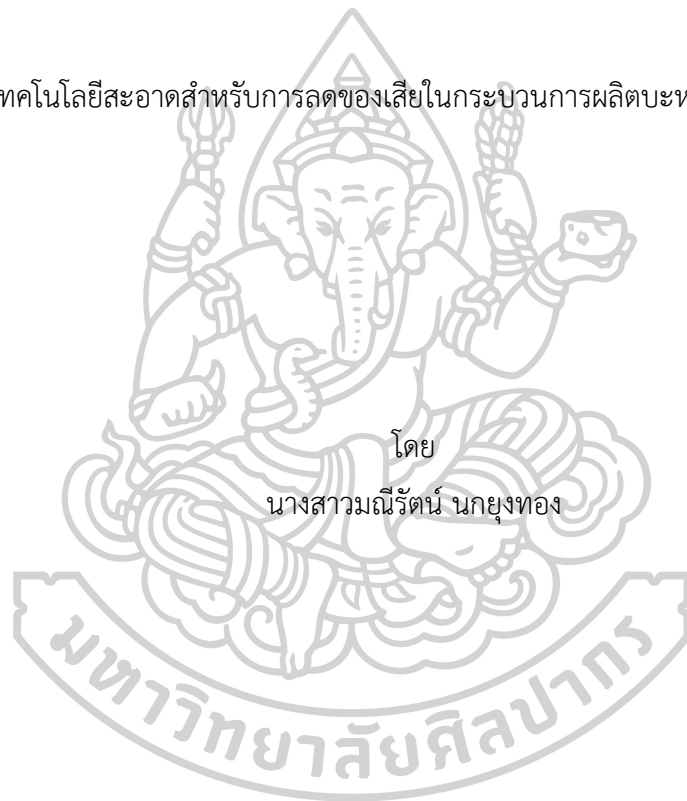 ทคโนโลยีสะอาดสำหรับการลดของเสียในกระบวนการผลิตบะห
โดย
นางสาวมณีรัตน์ นกยุงทอง
มหาวิทยาลัยศิลปากร